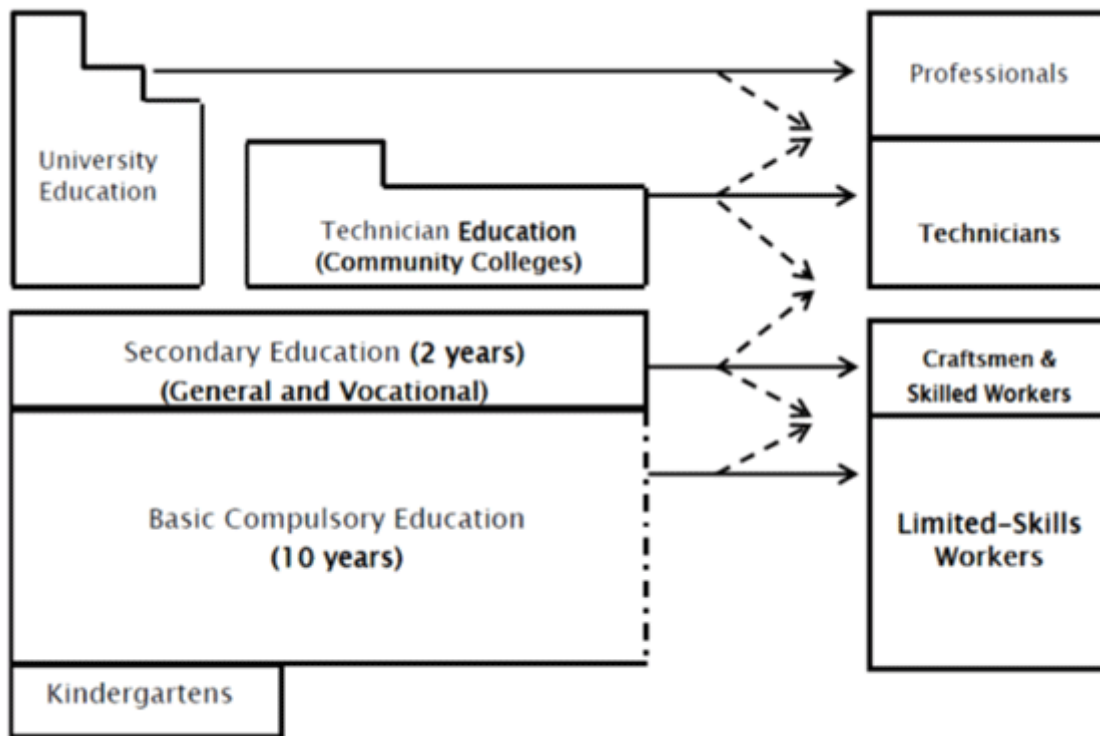 University
Education
Technician Education
(Community Colleges)
Secondary Education (2 years)
(General and Vocational)
Basic Compulsory Education
(10 years)
Kindergartens
Professionals
Technicians
Craftsmen &
Skilled Workers
Limited-Skills
Workers